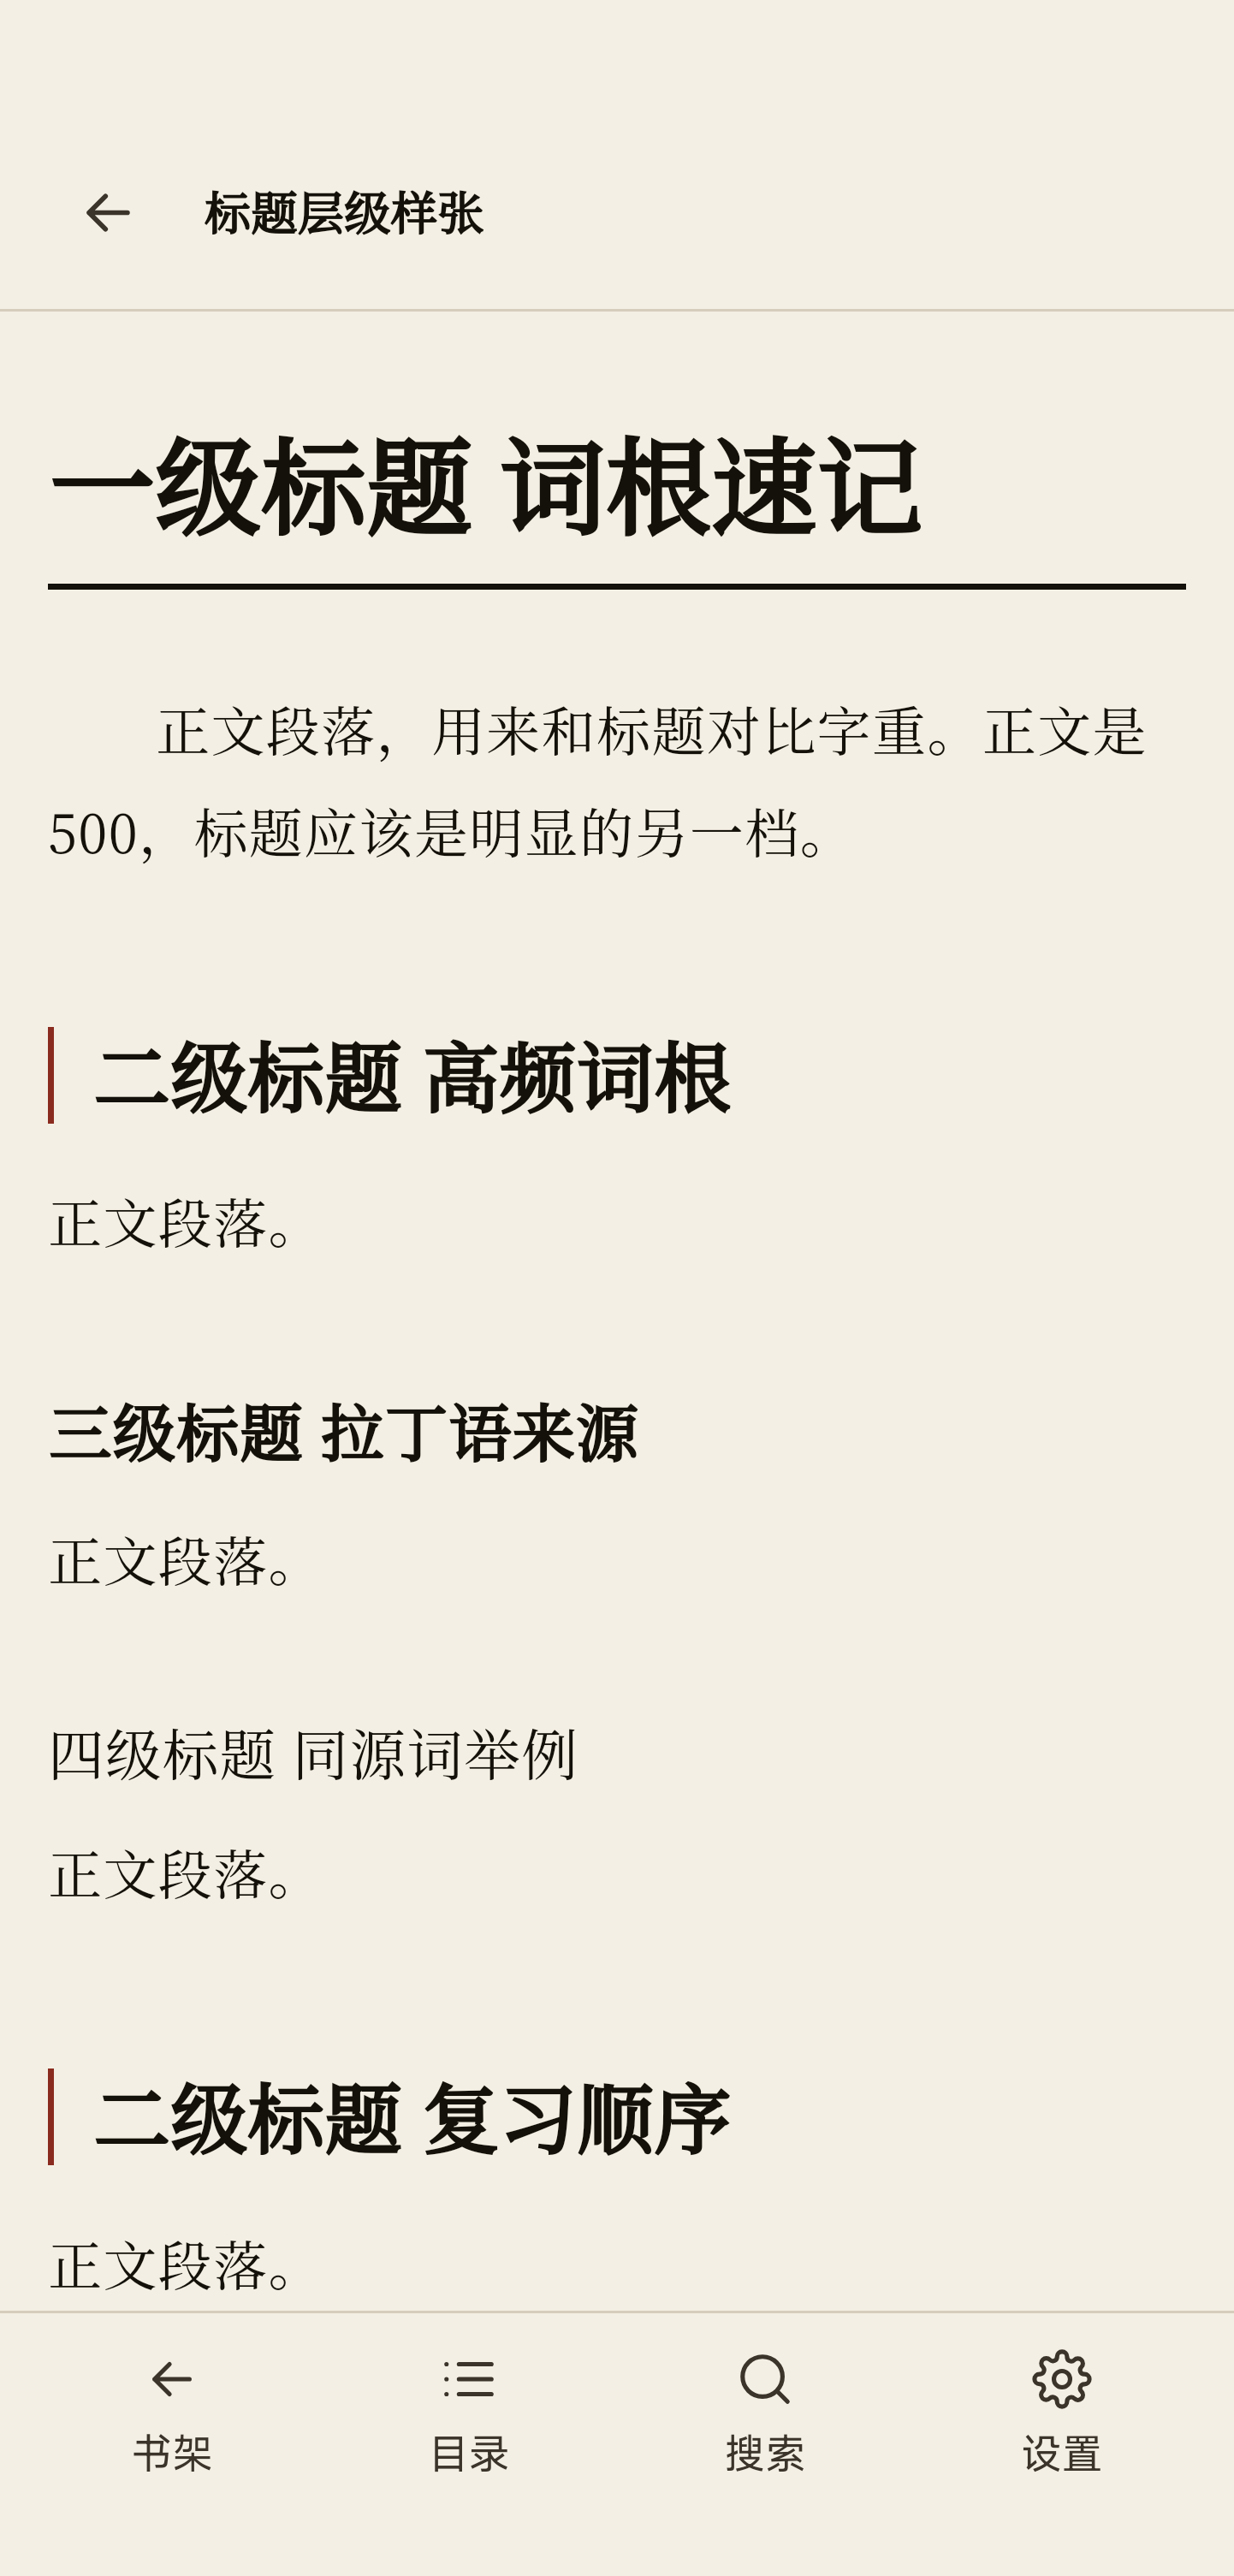 标题层级样张
一级标题 词根速记
正文段落，用来和标题对比字重。正文是
500，标题应该是明显的另一档。
二级标题 高频词根
正文段落。
三级标题 拉丁语来源
正文段落。
四级标题 同源词举例
正文段落。
二级标题 复习顺序
正文段落。
书架 目录 搜索 设置